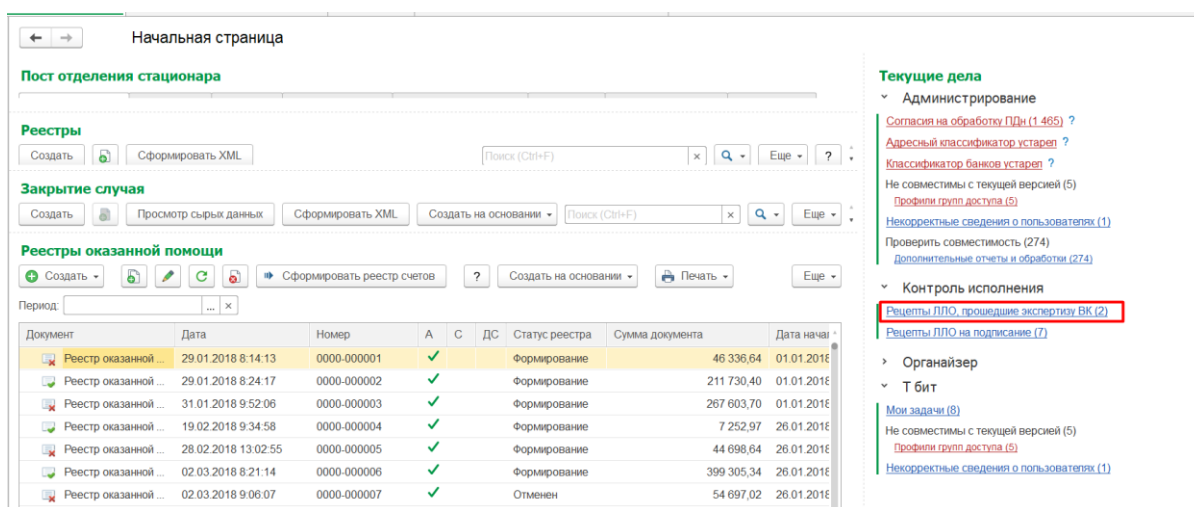 Начальная страница
Пост отделения стационара
Реестры
Создать Сформировать XML Поиск (Ctrl+F) × Еще ?
Закрытие случая
Создать Просмотр сырых данных Сформировать XML Создать на основании Поиск (Ctrl+F) × Еще
Реестры оказанной помощи
Создать Сформировать реестр счетов ? Создать на основании Печать Еще
Период: ... ×
Документ Дата Номер А С ДС Статус реестра Сумма документа Дата начал
Реестр оказанной ... 29.01.2018 8:14:13 0000-000001 Формирование 46 336,64 01.01.2018
Реестр оказанной ... 29.01.2018 8:24:17 0000-000002 Формирование 211 730,40 01.01.2018
Реестр оказанной ... 31.01.2018 9:52:06 0000-000003 Формирование 267 603,70 01.01.2018
Реестр оказанной ... 19.02.2018 9:34:58 0000-000004 Формирование 7 252,97 26.01.2018
Реестр оказанной ... 28.02.2018 13:02:55 0000-000005 Формирование 44 698,64 26.01.2018
Реестр оказанной ... 02.03.2018 8:21:14 0000-000006 Формирование 399 305,34 26.01.2018
Реестр оказанной ... 02.03.2018 9:06:07 0000-000007 Отменен 54 697,02 26.01.2018
Текущие дела
Администрирование
Согласия на обработку ПДн (1 465) ?
Адресный классификатор устарел ?
Классификатор банков устарел ?
Не совместимы с текущей версией (5)
Профили групп доступа (5)
Некорректные сведения о пользователях (1)
Проверить совместимость (274)
Дополнительные отчеты и обработки (274)
Контроль исполнения
Рецепты ЛЛО, прошедшие экспертизу ВК (2)
Рецепты ЛЛО на подписание (7)
Органайзер
Т бит
Мои задачи (8)
Не совместимы с текущей версией (5)
Профили групп доступа (5)
Некорректные сведения о пользователях (1)